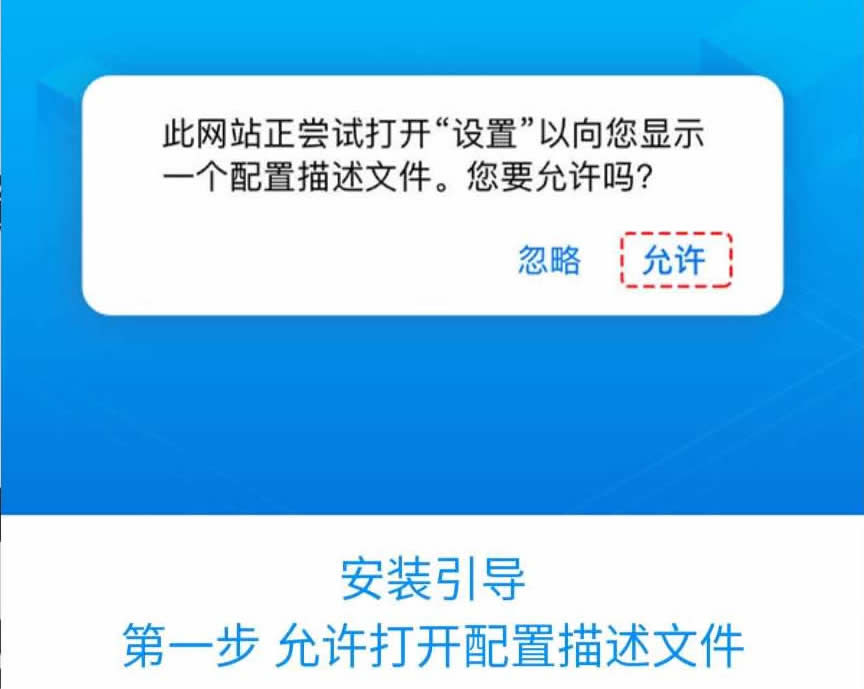 此网站正尝试打开“设置”以向您显示
一个配置描述文件。您要允许吗？
忽略 允许
安装引导
第一步 允许打开配置描述文件